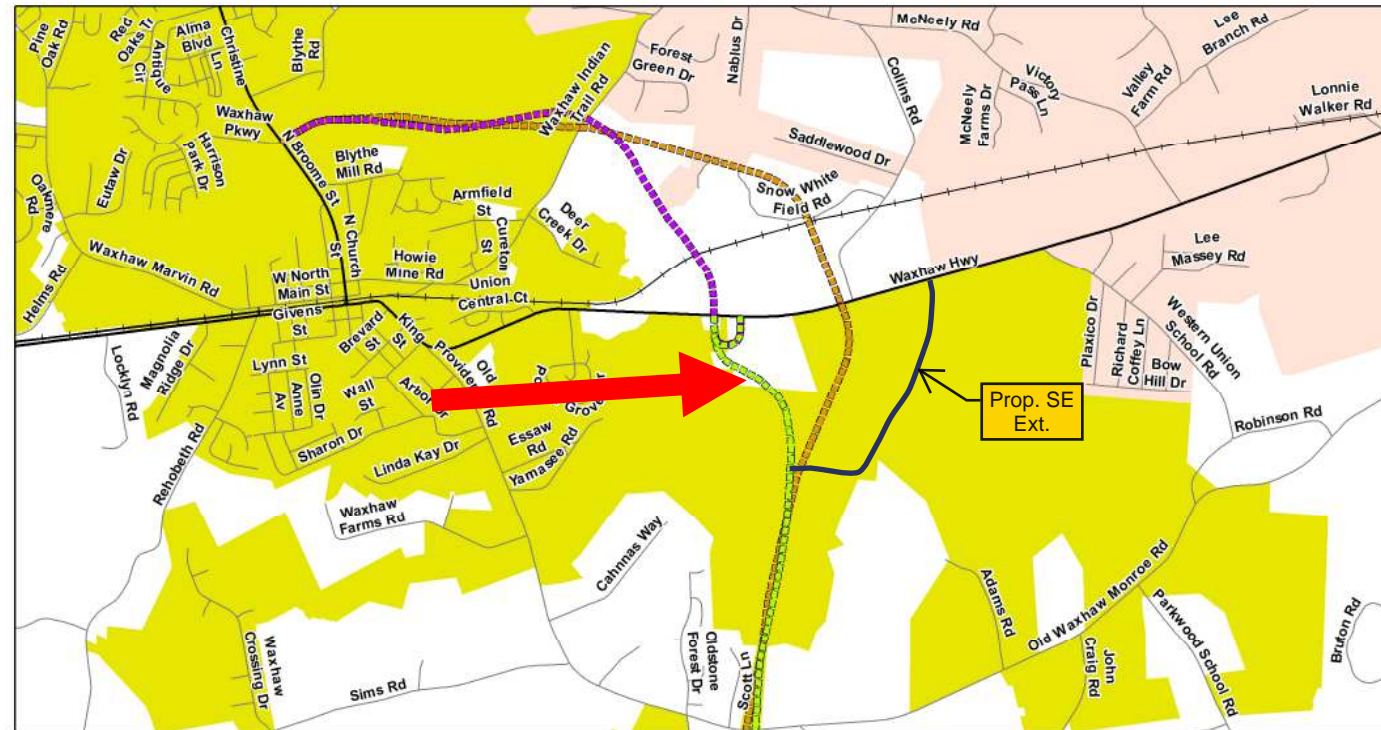 Pine
Oak Rd
Red
Oaks Tr
Antique
Cir
Alma
Blvd
Ln
Christine
Blythe
Rd
Waxhaw
Pkwy
Harrison
Park Dr
Eutaw Dr
Oakmere
Rd
Helms Rd
Waxhaw Marvin Rd
N Broome St
St
Blythe
Mill Rd
N Church
W North
Main St
Givens
St
Howie
Mine Rd
Armfield
St
Cureton
St
Deer
Creek Dr
Union
Central Ct
Waxhaw Indian
Trail Rd
Forest
Green Dr
Nablus Dr
McNeely Rd
Collins Rd
McNeely
Farms Dr
Victory
Pass Ln
Valley
Farm Rd
Lee
Branch Rd
Lonnie
Walker Rd
Saddlewood Dr
Snow White
Field Rd
Waxhaw Hwy
Lee
Massey Rd
Plaxico Dr
Richard
Coffey Ln
Bow
Hill Dr
Western Union
School Rd
Robinson Rd
Prop. SE
Ext.
Locklyn Rd
Magnolia
Ridge Dr
Lynn St
Anne
Av
Olin Dr
Brevard
St
King
St
Wall
St
Arbor Dr
Providence
Rd
Old
Grove
Sharon Dr
Linda Kay Dr
Essaw
Rd
Yamasee Rd
Rehobeth Rd
Waxhaw
Farms Rd
Cahnnas Way
Waxhaw
Crossing Dr
Sims Rd
Oldstone
Forest Dr
Scott Ln
Adams Rd
Old Waxhaw Monroe Rd
John
Craig Rd
Parkwood School Rd
Bruton Rd